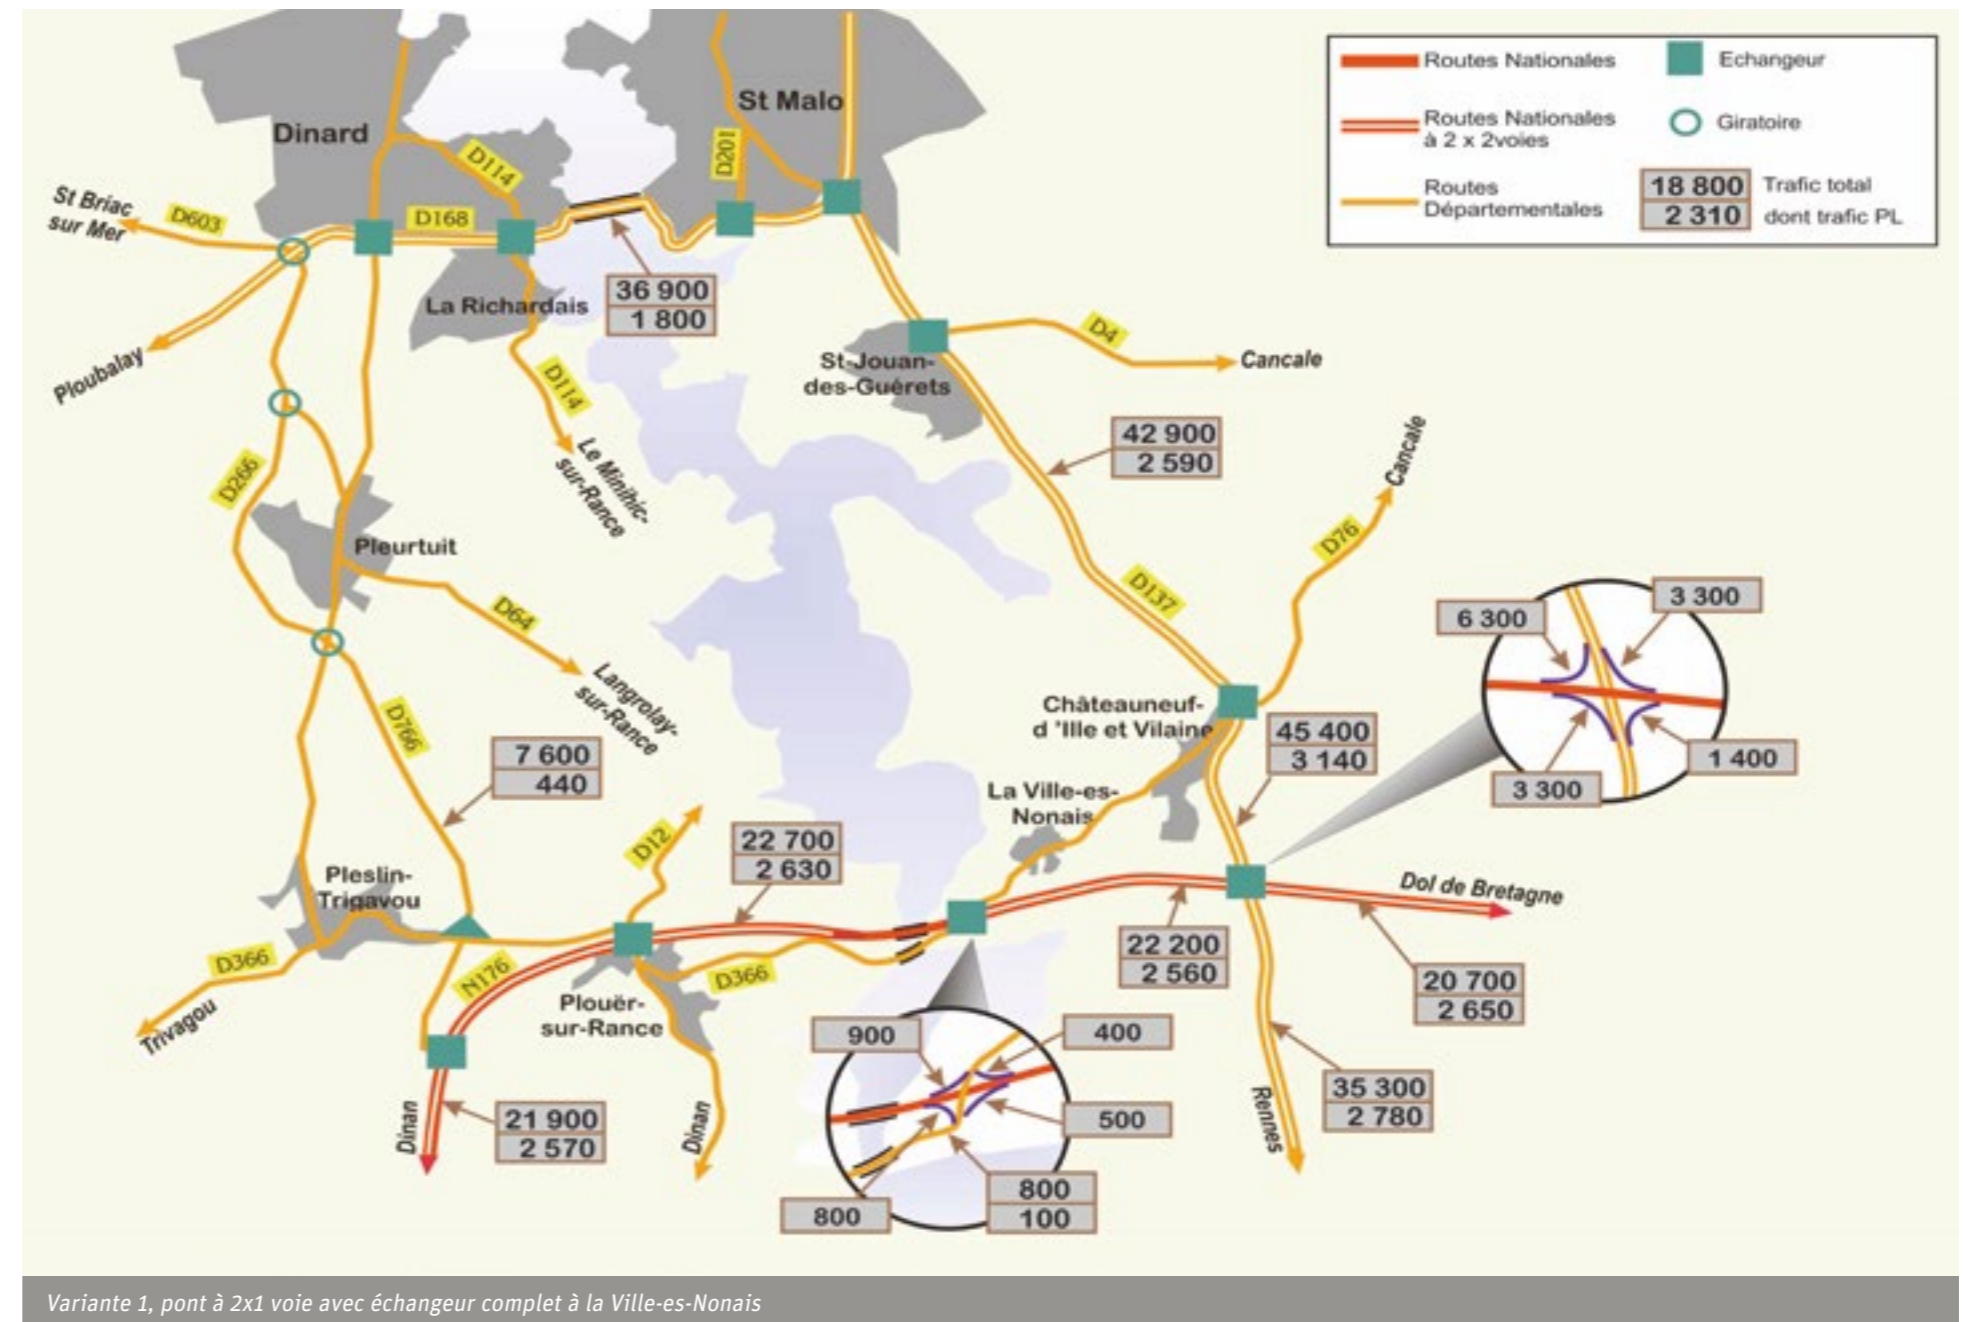 Routes Nationales
Echangeur
Routes Nationales
à 2 x 2voies
Giratoire
Routes
Départementales
18 800
2 310
Trafic total
dont trafic PL
St Malo
Dinard
D201
D114
St Briac
sur Mer
D603
D168
La Richardais
36 900
1 800
Ploubalay
D114
Le Minihic-
sur-Rance
St-Jouan-
des-Guérets
D4
Cancale
42 900
2 590
Cancale
D266
Pleurtuit
D76
D64
Langrolay-
sur-Rance
D137
6 300
3 300
3 300
1 400
D766
7 600
440
Châteauneuf-
d 'Ille et Vilaine
45 400
3 140
La Ville-es-
Nonais
D12
22 700
2 630
Pleslin-
Trigavou
Dol de Bretagne
D366
Trivagou
N176
Plouër-
sur-Rance
D366
22 200
2 560
20 700
2 650
900
400
500
800
800
100
Dinan
21 900
2 570
Dinan
Rennes
35 300
2 780
Variante 1, pont à 2x1 voie avec échangeur complet à la Ville-es-Nonais